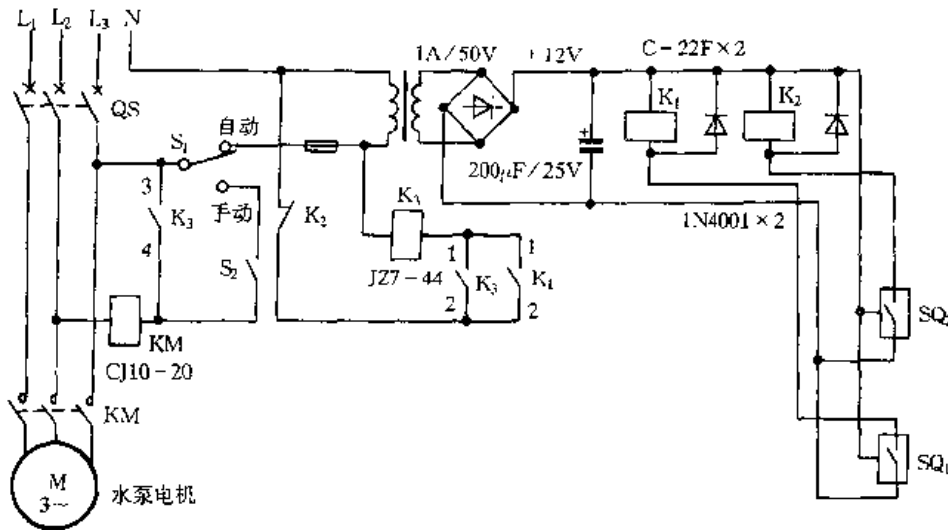 L₁ L₂ L₃ N
1A/50V
+12V
C-22F×2
QS
自动
S₁
K₁
K₂
200μF/25V
3
手动
K₃
K₂
K₃
1N4001×2
4
S₂
JZ7-44
1
K₃
1
K₁
2
2
KM
CJ10-20
SQ₂
KM
M
3~
水泵电机
SQ₁